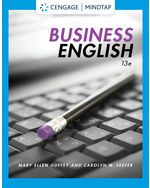 CENGAGE | MINDTAP
BUSINESS
ENGLISH
13e
MARY ELLEN GUFFEY AND CAROLYN M. SEEFER